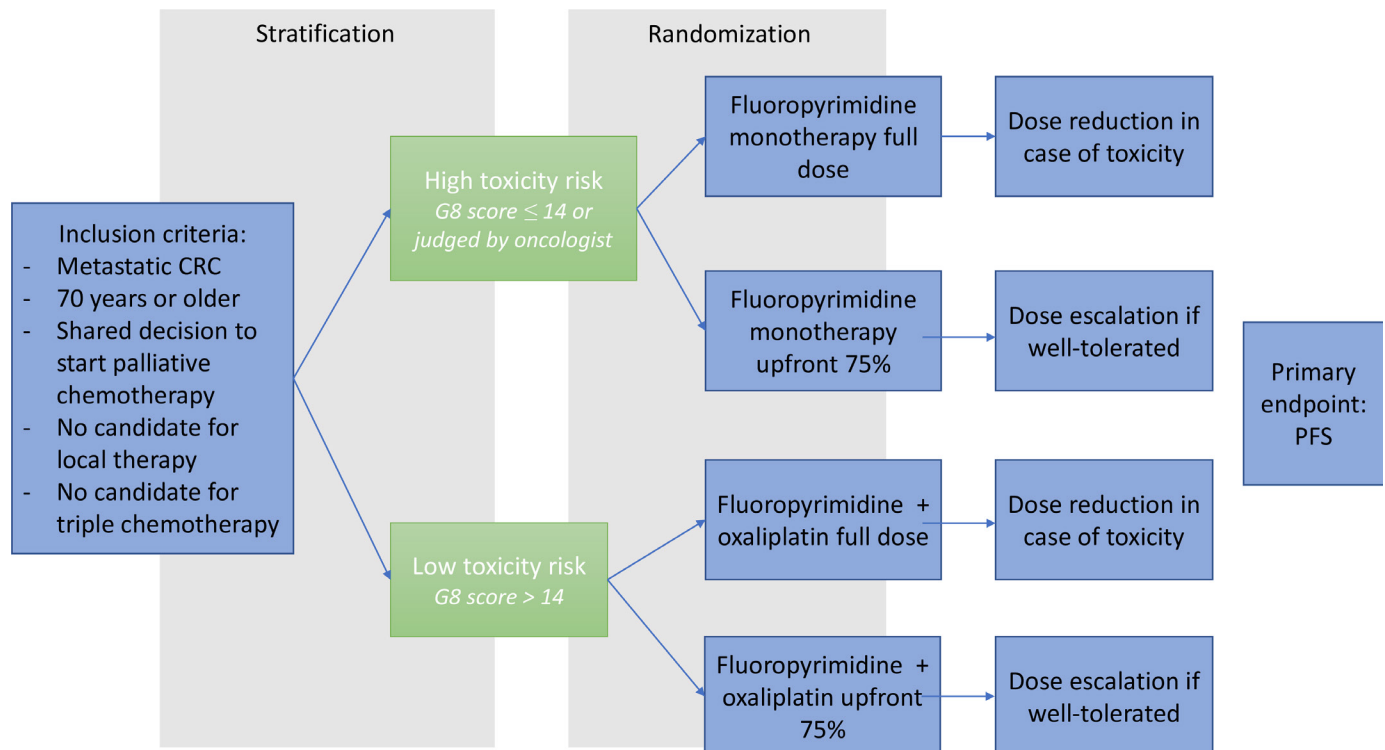 Stratification
Randomization
Inclusion criteria:
- Metastatic CRC
- 70 years or older
- Shared decision to
start palliative
chemotherapy
- No candidate for
local therapy
- No candidate for
triple chemotherapy
High toxicity risk
G8 score ≤ 14 or
judged by oncologist
Low toxicity risk
G8 score > 14
Fluoropyrimidine
monotherapy full
dose
Dose reduction in
case of toxicity
Fluoropyrimidine
monotherapy
upfront 75%
Dose escalation if
well-tolerated
Fluoropyrimidine +
oxaliplatin full dose
Dose reduction in
case of toxicity
Fluoropyrimidine +
oxaliplatin upfront
75%
Dose escalation if
well-tolerated
Primary
endpoint:
PFS